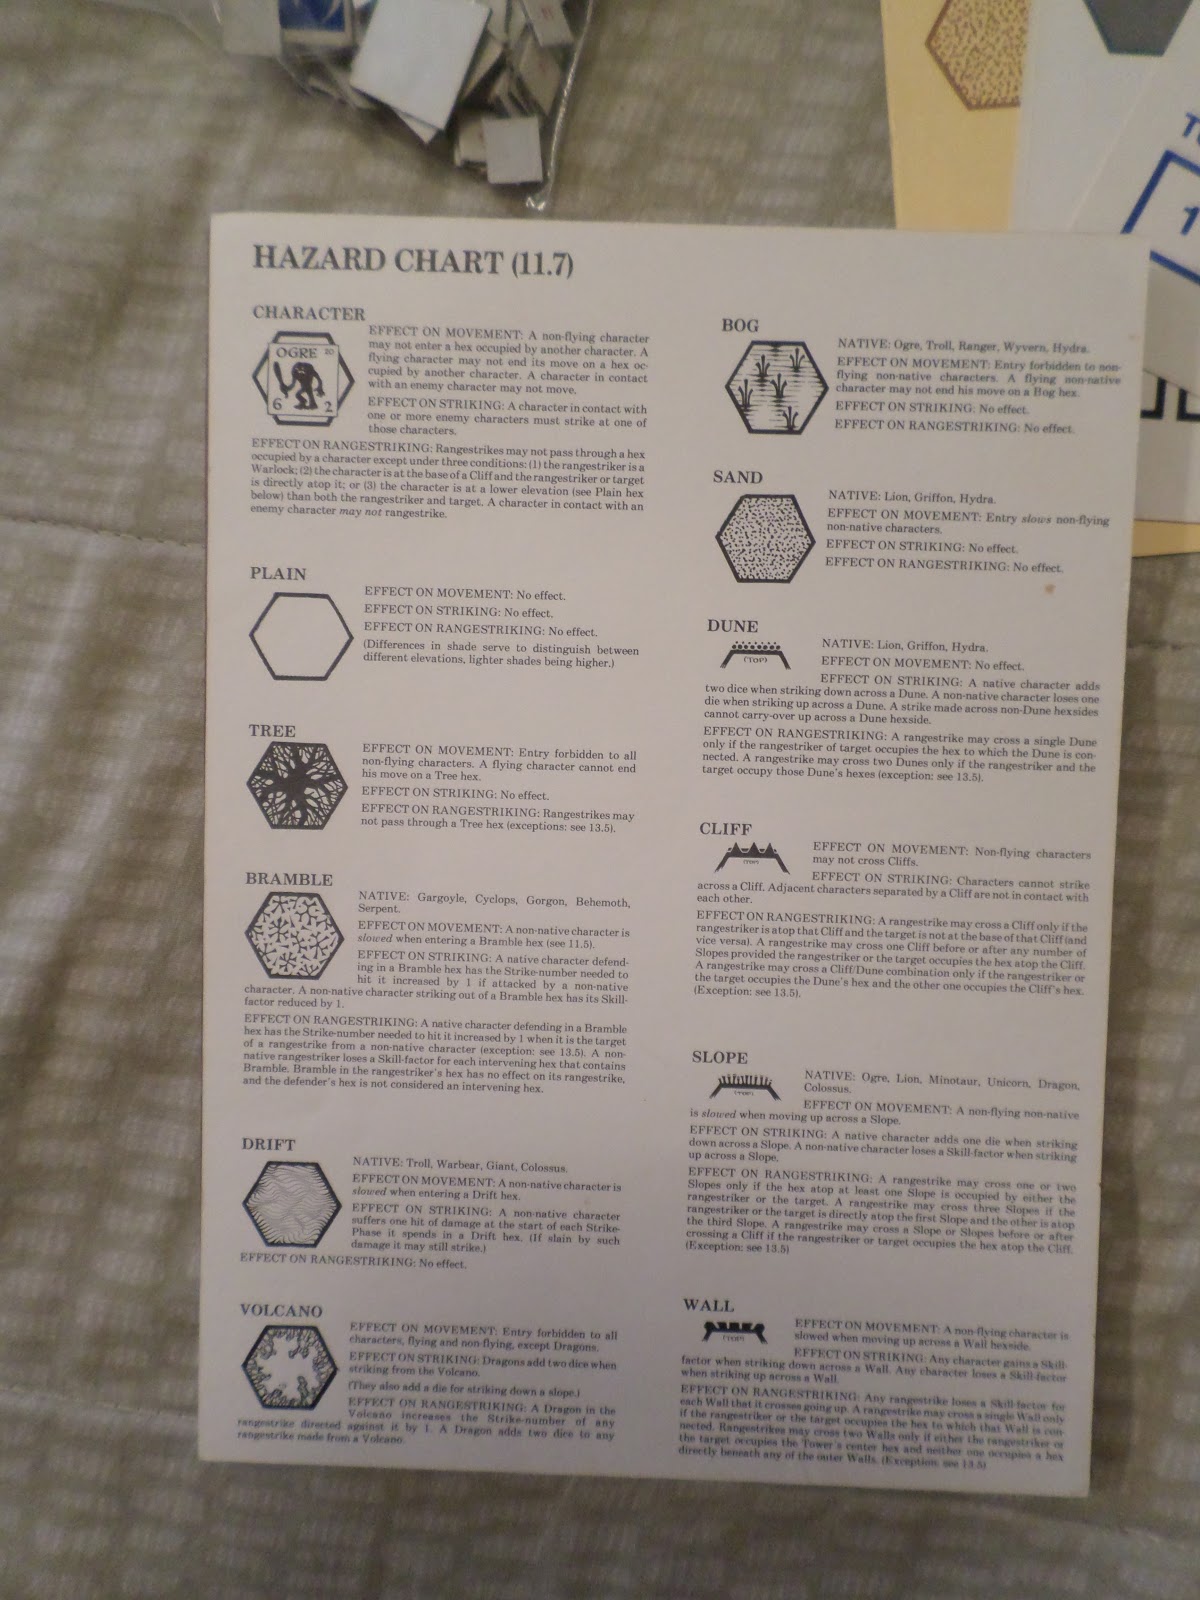 HAZARD CHART (11.7)
CHARACTER
OGRE 20
6 2
EFFECT ON MOVEMENT: A non-flying character
may not enter a hex occupied by another character. A
flying character may not end its move on a hex oc-
cupied by another character. A character in contact
with an enemy character may not move.
EFFECT ON STRIKING: A character in contact with
one or more enemy characters must strike at one of
those characters.
EFFECT ON RANGESTRIKING: Rangestrikes may not pass through a hex
occupied by a character except under three conditions: (1) the rangestriker is a
Warlock; (2) the character is at the base of a Cliff and the rangestriker or target
is directly atop it; or (3) the character is at a lower elevation (see Plain hex
below) than both the rangestriker and target. A character in contact with an
enemy character may not rangestrike.
PLAIN
EFFECT ON MOVEMENT: No effect.
EFFECT ON STRIKING: No effect.
EFFECT ON RANGESTRIKING: No effect.
(Differences in shade serve to distinguish between
different elevations, lighter shades being higher.)
TREE
EFFECT ON MOVEMENT: Entry forbidden to all
non-flying characters. A flying character cannot end
his move on a Tree hex.
EFFECT ON STRIKING: No effect.
EFFECT ON RANGESTRIKING: Rangestrikes may
not pass through a Tree hex (exceptions: see 13.5).
BRAMBLE
NATIVE: Gargoyle, Cyclops, Gorgon, Behemoth,
Serpent.
EFFECT ON MOVEMENT: A non-native character is
slowed when entering a Bramble hex (see 11.5).
EFFECT ON STRIKING: A native character defend-
ing in a Bramble hex has the Strike-number needed to
hit it increased by 1 if attacked by a non-native
character. A non-native character striking out of a Bramble hex has its Skill-
factor reduced by 1.
EFFECT ON RANGESTRIKING: A native character defending in a Bramble
hex has the Strike-number needed to hit it increased by 1 when it is the target
of a rangestrike from a non-native character (exception: see 13.5). A non-
native rangestriker loses a Skill-factor for each intervening hex that contains
Bramble. Bramble in the rangestriker's hex has no effect on its rangestrike,
and the defender's hex is not considered an intervening hex.
DRIFT
NATIVE: Troll, Warbear, Giant, Colossus.
EFFECT ON MOVEMENT: A non-native character is
slowed when entering a Drift hex.
EFFECT ON STRIKING: A non-native character
suffers one hit of damage at the start of each Strike-
Phase it spends in a Drift hex. (If slain by such
damage it may still strike.)
EFFECT ON RANGESTRIKING: No effect.
VOLCANO
EFFECT ON MOVEMENT: Entry forbidden to all
characters, flying and non-flying, except Dragons.
EFFECT ON STRIKING: Dragons add two dice when
striking from the Volcano.
(They also add a die for striking down a slope.)
EFFECT ON RANGESTRIKING: A Dragon in the
Volcano increases the Strike-number of any
rangestrike directed against it by 1. A Dragon adds two dice to any
rangestrike made from a Volcano.
BOG
NATIVE: Ogre, Troll, Ranger, Wyvern, Hydra.
EFFECT ON MOVEMENT: Entry forbidden to non-
flying non-native characters. A flying non-native
character may not end his move on a Bog hex.
EFFECT ON STRIKING: No effect.
EFFECT ON RANGESTRIKING: No effect.
SAND
NATIVE: Lion, Griffon, Hydra.
EFFECT ON MOVEMENT: Entry slows non-flying
non-native characters.
EFFECT ON STRIKING: No effect.
EFFECT ON RANGESTRIKING: No effect.
DUNE
(TOP)
NATIVE: Lion, Griffon, Hydra.
EFFECT ON MOVEMENT: No effect.
EFFECT ON STRIKING: A native character adds
two dice when striking down across a Dune. A non-native character loses one
die when striking up across a Dune. A strike made across non-Dune hexsides
cannot carry-over up across a Dune hexside.
EFFECT ON RANGESTRIKING: A rangestrike may cross a single Dune
only if the rangestriker of target occupies the hex to which the Dune is con-
nected. A rangestrike may cross two Dunes only if the rangestriker and the
target occupy those Dune's hexes (exception: see 13.5).
CLIFF
(TOP)
EFFECT ON MOVEMENT: Non-flying characters
may not cross Cliffs.
EFFECT ON STRIKING: Characters cannot strike
across a Cliff. Adjacent characters separated by a Cliff are not in contact with
each other.
EFFECT ON RANGESTRIKING: A rangestrike may cross a Cliff only if the
rangestriker is atop that Cliff and the target is not at the base of that Cliff (and
vice versa). A rangestrike may cross one Cliff before or after any number of
Slopes provided the rangestriker or the target occupies the hex atop the Cliff.
A rangestrike may cross a Cliff/Dune combination only if the rangestriker or
the target occupies the Dune's hex and the other one occupies the Cliff's hex.
(Exception: see 13.5).
SLOPE
(TOP)
NATIVE: Ogre, Lion, Minotaur, Unicorn, Dragon,
Colossus.
EFFECT ON MOVEMENT: A non-flying non-native
is slowed when moving up across a Slope.
EFFECT ON STRIKING: A native character adds one die when striking
down across a Slope. A non-native character loses a Skill-factor when striking
up across a Slope.
EFFECT ON RANGESTRIKING: A rangestrike may cross one or two
Slopes only if the hex atop at least one Slope is occupied by either the
rangestriker or the target. A rangestrike may cross three Slopes if the
rangestriker or the target is directly atop the first Slope and the other is atop
the third Slope. A rangestrike may cross a Slope or Slopes before or after
crossing a Cliff if the rangestriker or target occupies the hex atop the Cliff.
(Exception: see 13.5)
WALL
(TOP)
EFFECT ON MOVEMENT: A non-flying character is
slowed when moving up across a Wall hexside.
EFFECT ON STRIKING: Any character gains a Skill-
factor when striking down across a Wall. Any character loses a Skill-factor
when striking up across a Wall.
EFFECT ON RANGESTRIKING: Any rangestrike loses a Skill-factor for
each Wall that it crosses going up. A rangestrike may cross a single Wall only
if the rangestriker or the target occupies the hex to which that Wall is con-
nected. Rangestrikes may cross two Walls only if either the rangestriker or
the target occupies the Tower's center hex and neither one occupies a hex
directly beneath any of the outer Walls. (Exception: see 13.5)